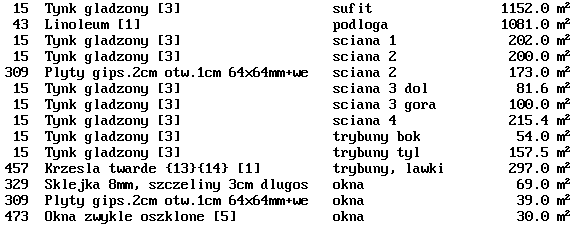 15 Tynk gladzony [3] sufit 1152.0 m²
43 Linoleum [1] podloga 1081.0 m²
15 Tynk gladzony [3] sciana 1 202.0 m²
15 Tynk gladzony [3] sciana 2 200.0 m²
309 Plyty gips.2cm otw.1cm 64x64mm+we sciana 2 173.0 m²
15 Tynk gladzony [3] sciana 3 dol 81.6 m²
15 Tynk gladzony [3] sciana 3 gora 100.0 m²
15 Tynk gladzony [3] sciana 4 215.4 m²
15 Tynk gladzony [3] trybuny bok 54.0 m²
15 Tynk gladzony [3] trybuny tyl 157.5 m²
457 Krzesla twarde {13}{14} [1] trybuny, lawki 297.0 m²
329 Sklejka 8mm, szczeliny 3cm dlugos okna 69.0 m²
309 Plyty gips.2cm otw.1cm 64x64mm+we okna 39.0 m²
473 Okna zwykle oszklone [5] okna 30.0 m²